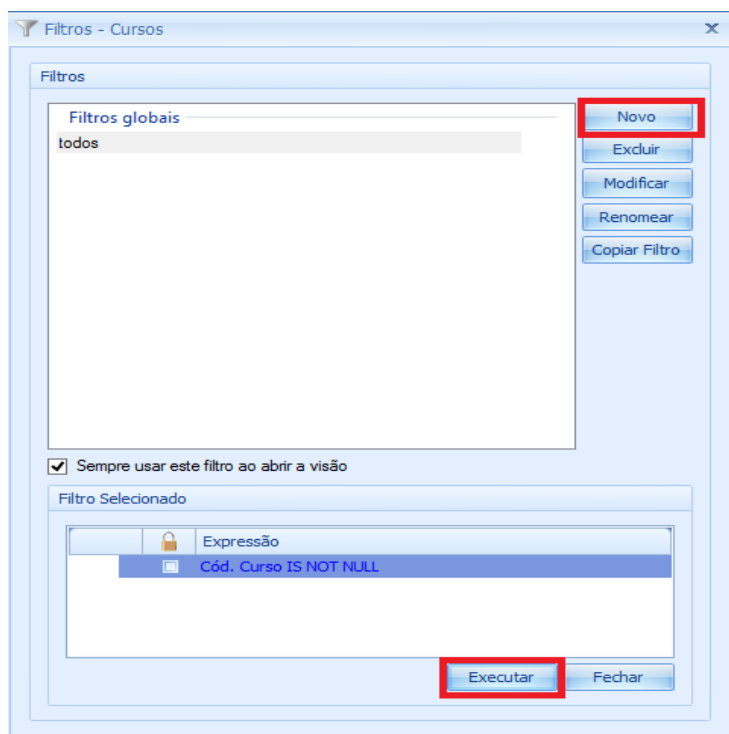 Filtros - Cursos
Filtros
Filtros globais
todos
Novo
Excluir
Modificar
Renomear
Copiar Filtro
Sempre usar este filtro ao abrir a visão
Filtro Selecionado
Expressão
Cód. Curso IS NOT NULL
Executar
Fechar